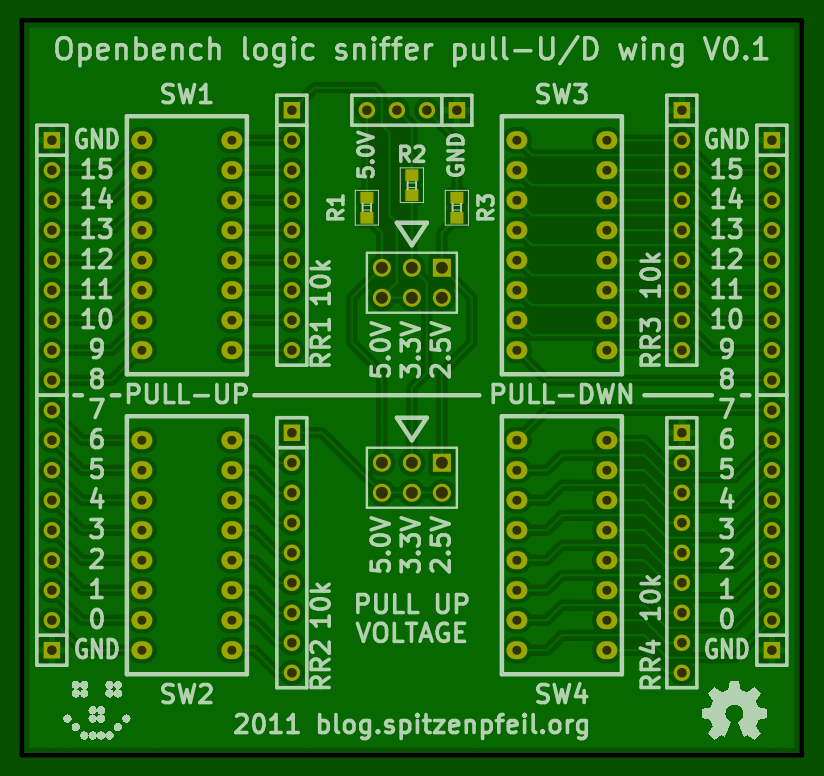 Openbench logic sniffer pull-U/D wing V0.1
SW1
SW3
GND
5.0V
R2
GND
GND
15
15
14
R1
R3
14
13
13
12
RR1 10k
RR3 10k
12
11
11
10
10
9
5.0V
3.3V
2.5V
9
8
8
PULL-UP
PULL-DWN
7
7
6
6
5
5
4
4
3
5.0V
3.3V
2.5V
3
2
2
1
RR2 10k
RR4 10k
1
0
PULL UP
0
VOLTAGE
GND
GND
SW2
SW4
2011 blog.spitzenpfeil.org